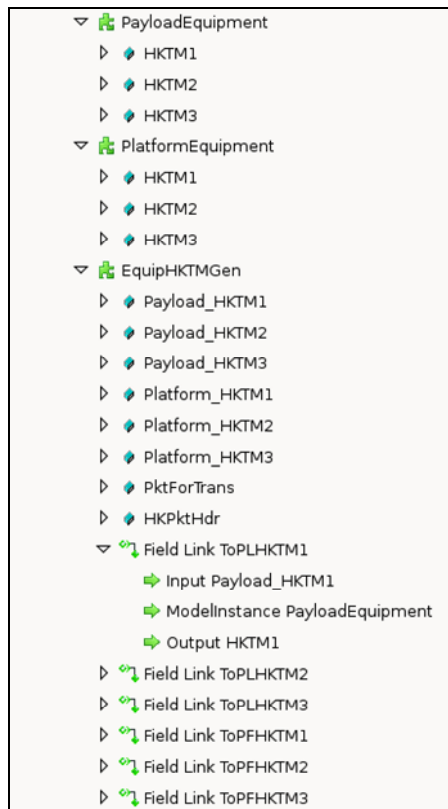 PayloadEquipment
HKTM1
HKTM2
HKTM3
PlatformEquipment
HKTM1
HKTM2
HKTM3
EquipHKTMGen
Payload_HKTM1
Payload_HKTM2
Payload_HKTM3
Platform_HKTM1
Platform_HKTM2
Platform_HKTM3
PktForTrans
HKPktHdr
Field Link ToPLHKTM1
Input Payload_HKTM1
ModelInstance PayloadEquipment
Output HKTM1
Field Link ToPLHKTM2
Field Link ToPLHKTM3
Field Link ToPFHKTM1
Field Link ToPFHKTM2
Field Link ToPFHKTM3